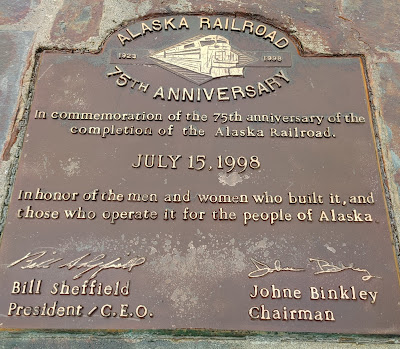 ALASKA RAILROAD
1923 1998
75TH ANNIVERSARY
In commemoration of the 75th anniversary of the
completion of the Alaska Railroad.
JULY 15, 1998
In honor of the men and women who built it, and
those who operate it for the people of Alaska
Bill Sheffield
Bill Sheffield Johne Binkley
President / C.E.O. Chairman